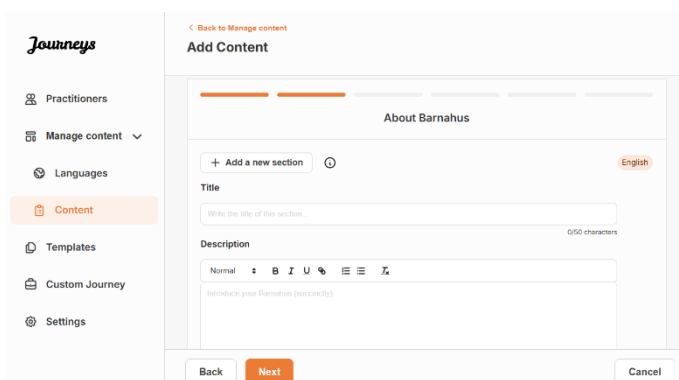 Journeys
Practitioners
Manage content
Languages
Content
Templates
Custom Journey
Settings
Back to Manage content
Add Content
About Barnahus
+ Add a new section
English
Title
Write the title of this section...
0/50 characters
Description
Normal B I U
Introduce your Barnahus (succinctly)
Back Next Cancel